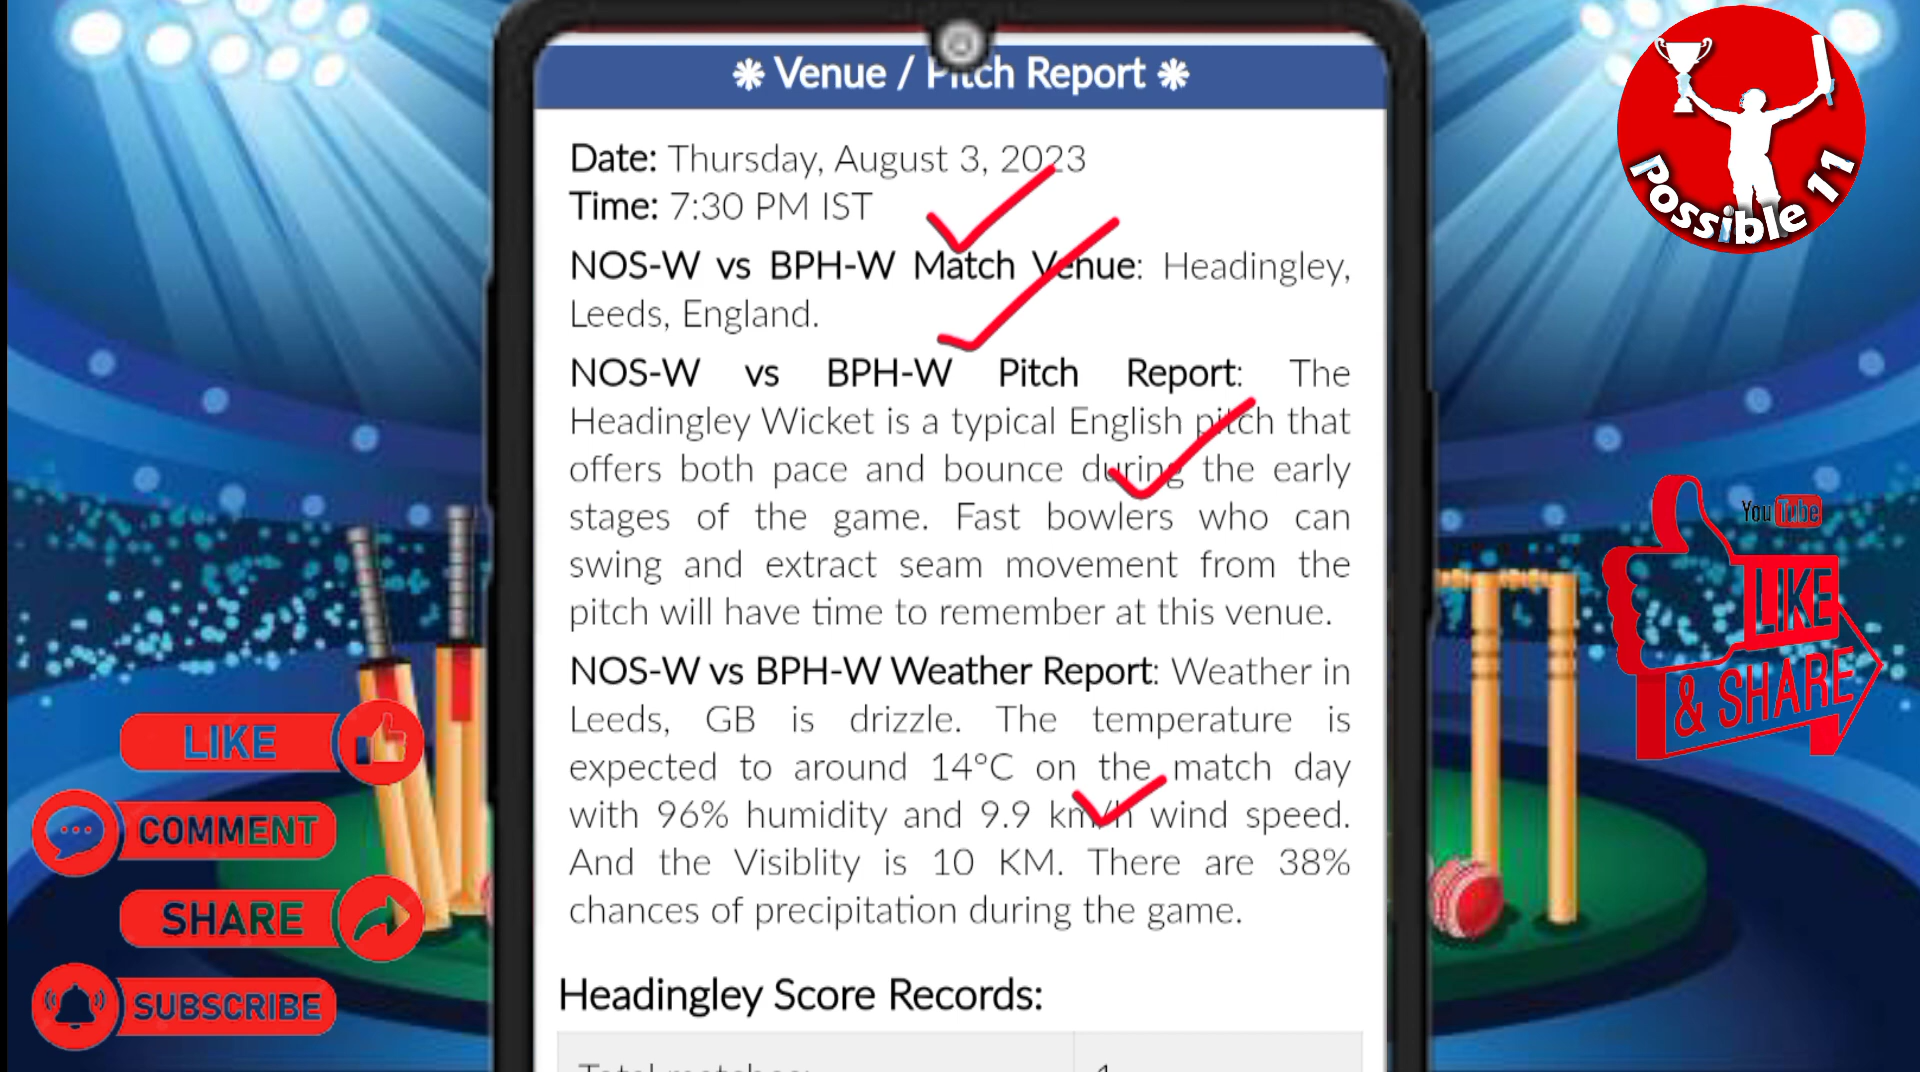 ✼ Venue / Pitch Report ✼
Date: Thursday, August 3, 2023
Time: 7:30 PM IST
NOS-W vs BPH-W Match Venue: Headingley,
Leeds, England.
NOS-W vs BPH-W Pitch Report: The
Headingley Wicket is a typical English pitch that
offers both pace and bounce during the early
stages of the game. Fast bowlers who can
swing and extract seam movement from the
pitch will have time to remember at this venue.
NOS-W vs BPH-W Weather Report: Weather in
Leeds, GB is drizzle. The temperature is
expected to around 14°C on the match day
with 96% humidity and 9.9 km/h wind speed.
And the Visiblity is 10 KM. There are 38%
chances of precipitation during the game.
Headingley Score Records:
Total matches: 1
Possible 11
YouTube
LIKE
& SHARE
LIKE
COMMENT
SHARE
SUBSCRIBE